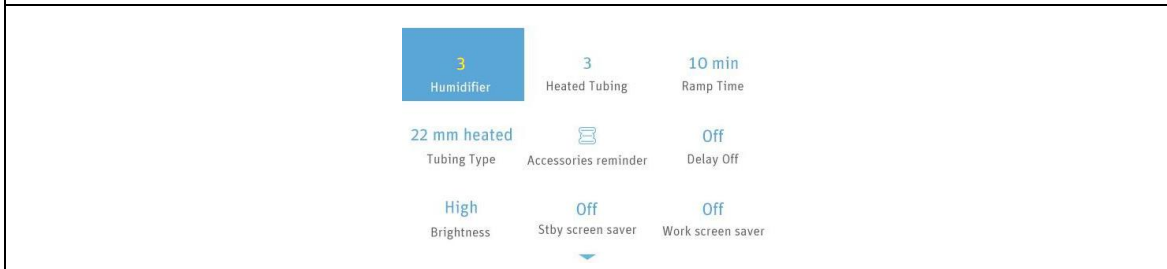 3 3 10 min
Humidifier Heated Tubing Ramp Time
22 mm heated Off
Tubing Type Accessories reminder Delay Off
High Off Off
Brightness Stby screen saver Work screen saver